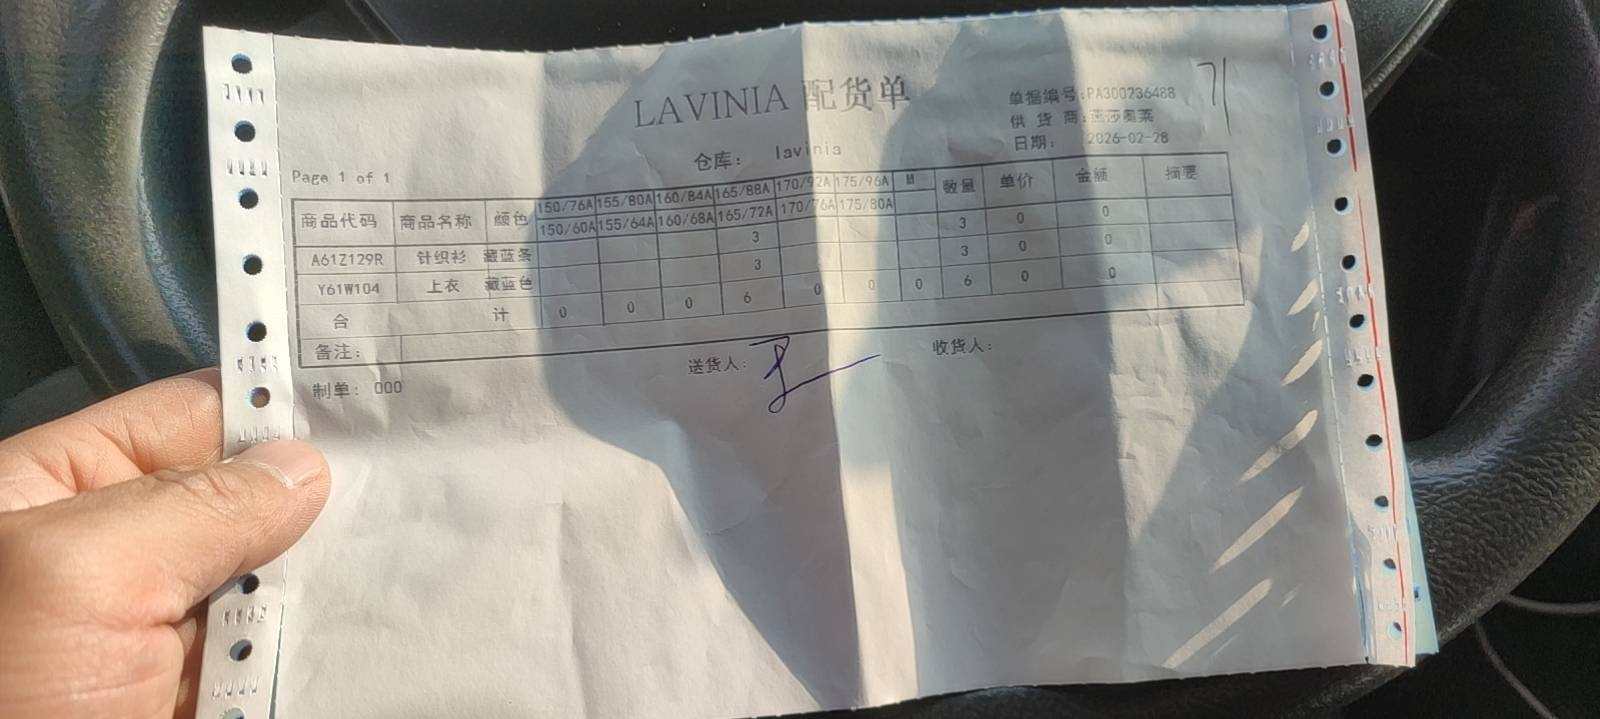 LAVINIA 配货单
71
单据编号:PA300236488
供 货 商:燕莎奥莱
仓库: lavinia
日期: 2026-02-28
Page 1 of 1
商品代码 商品名称 颜色 150/76A 155/80A 160/84A 165/88A 170/92A 175/96A M 数量 单价 金额 摘要
150/60A 155/64A 160/68A 165/72A 170/76A 175/80A
A61Z129R 针织衫 藏蓝条 3 3 0 0
Y61W104 上衣 藏蓝色 3 3 0 0
合 计 0 0 0 6 0 0 0 6 0 0
备注:
制单: 000 送货人: 收货人: